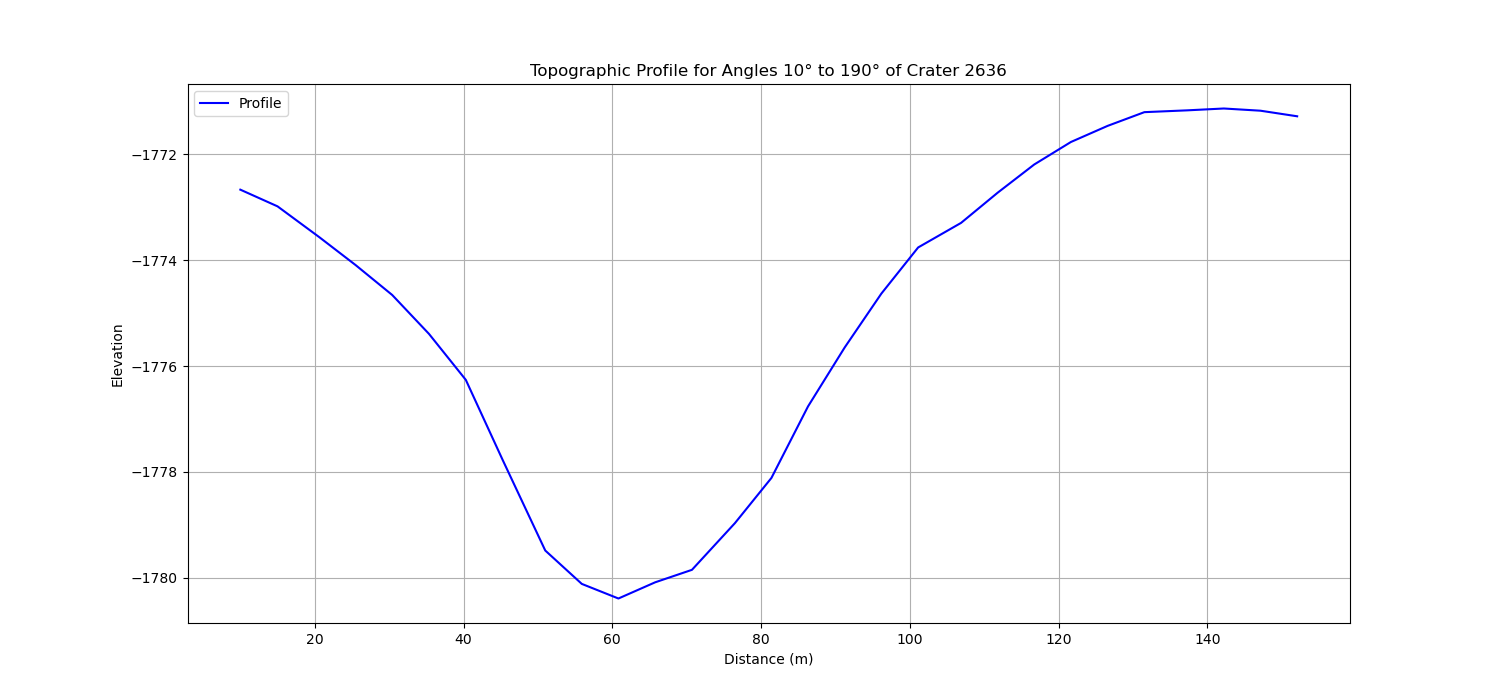 Topographic Profile for Angles 10° to 190° of Crater 2636
Profile
−1772
−1774
−1776
−1778
−1780
Elevation
20 40 60 80 100 120 140
Distance (m)